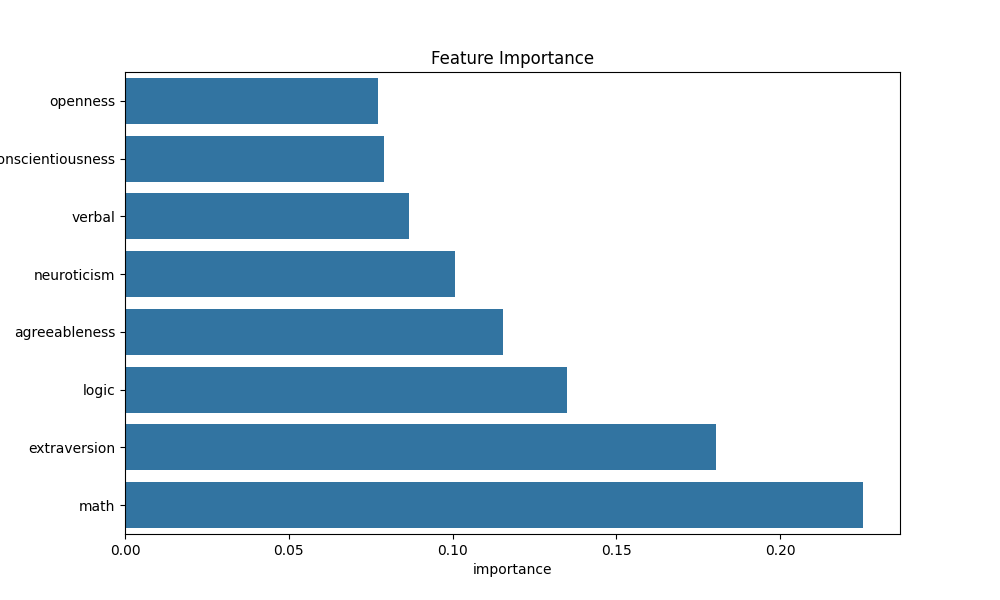 Feature Importance
openness
onscientiousness
verbal
neuroticism
agreeableness
logic
extraversion
math
0.00 0.05 0.10 0.15 0.20
importance